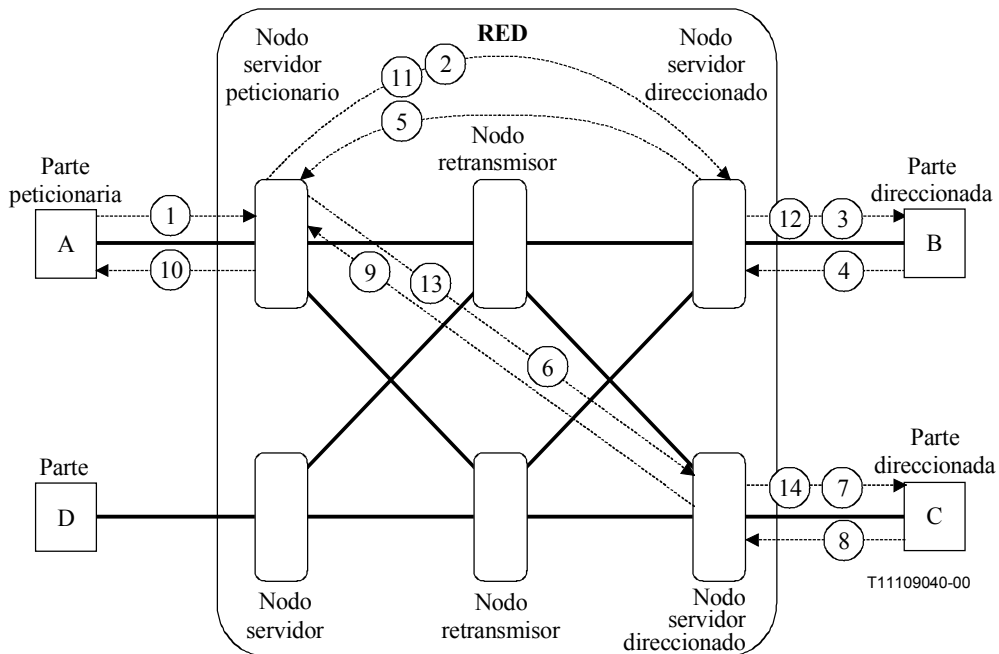 RED
Nodo
servidor
peticionario
Nodo
servidor
direccionado
11
2
5
Nodo
retransmisor
Parte
peticionaria
Parte
direccionada
1
12
3
A
B
10
9
13
4
6
Parte
Parte
direccionada
14
7
D
C
8
T11109040-00
Nodo
servidor
Nodo
retransmisor
Nodo
servidor
direccionado